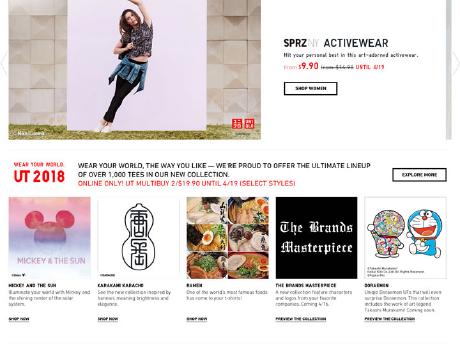 SPRZ NY ACTIVEWEAR
Hit your personal best in this art-adorned activewear.
From $9.90 from $14.90 UNTIL 4/19
SHOP WOMEN
WEAR YOUR WORLD.
UT 2018
WEAR YOUR WORLD, THE WAY YOU LIKE — WE'RE PROUD TO OFFER THE ULTIMATE LINEUP
OF OVER 1,000 TEES IN OUR NEW COLLECTION.
ONLINE ONLY! UT MULTIBUY 2/$19.90 UNTIL 4/19 (SELECT STYLES)
EXPLORE MORE
MICKEY & THE SUN
The Brands
Masterpiece
MICKEY AND THE SUN
Illuminate your world with Mickey and
the shining center of the solar
system.
SHOP NOW
KARAKAMI KARACHO
See the new collection inspired by
various, meaning brightness and
elegante.
SHOP NOW
RAMEN
One of the world's most famous foods
has come to your t-shirts!
SHOP NOW
THE BRANDS MASTERPIECE
A new collection features characters
and logos from your favorite
companies. Coming 4/16.
PREVIEW THE COLLECTION
DORAEMON
Unique Doraemon UTs that will even
surprise Doraemon. This collection
includes the work of art legend
Takashi Murakami! Coming soon.
PREVIEW THE COLLECTION